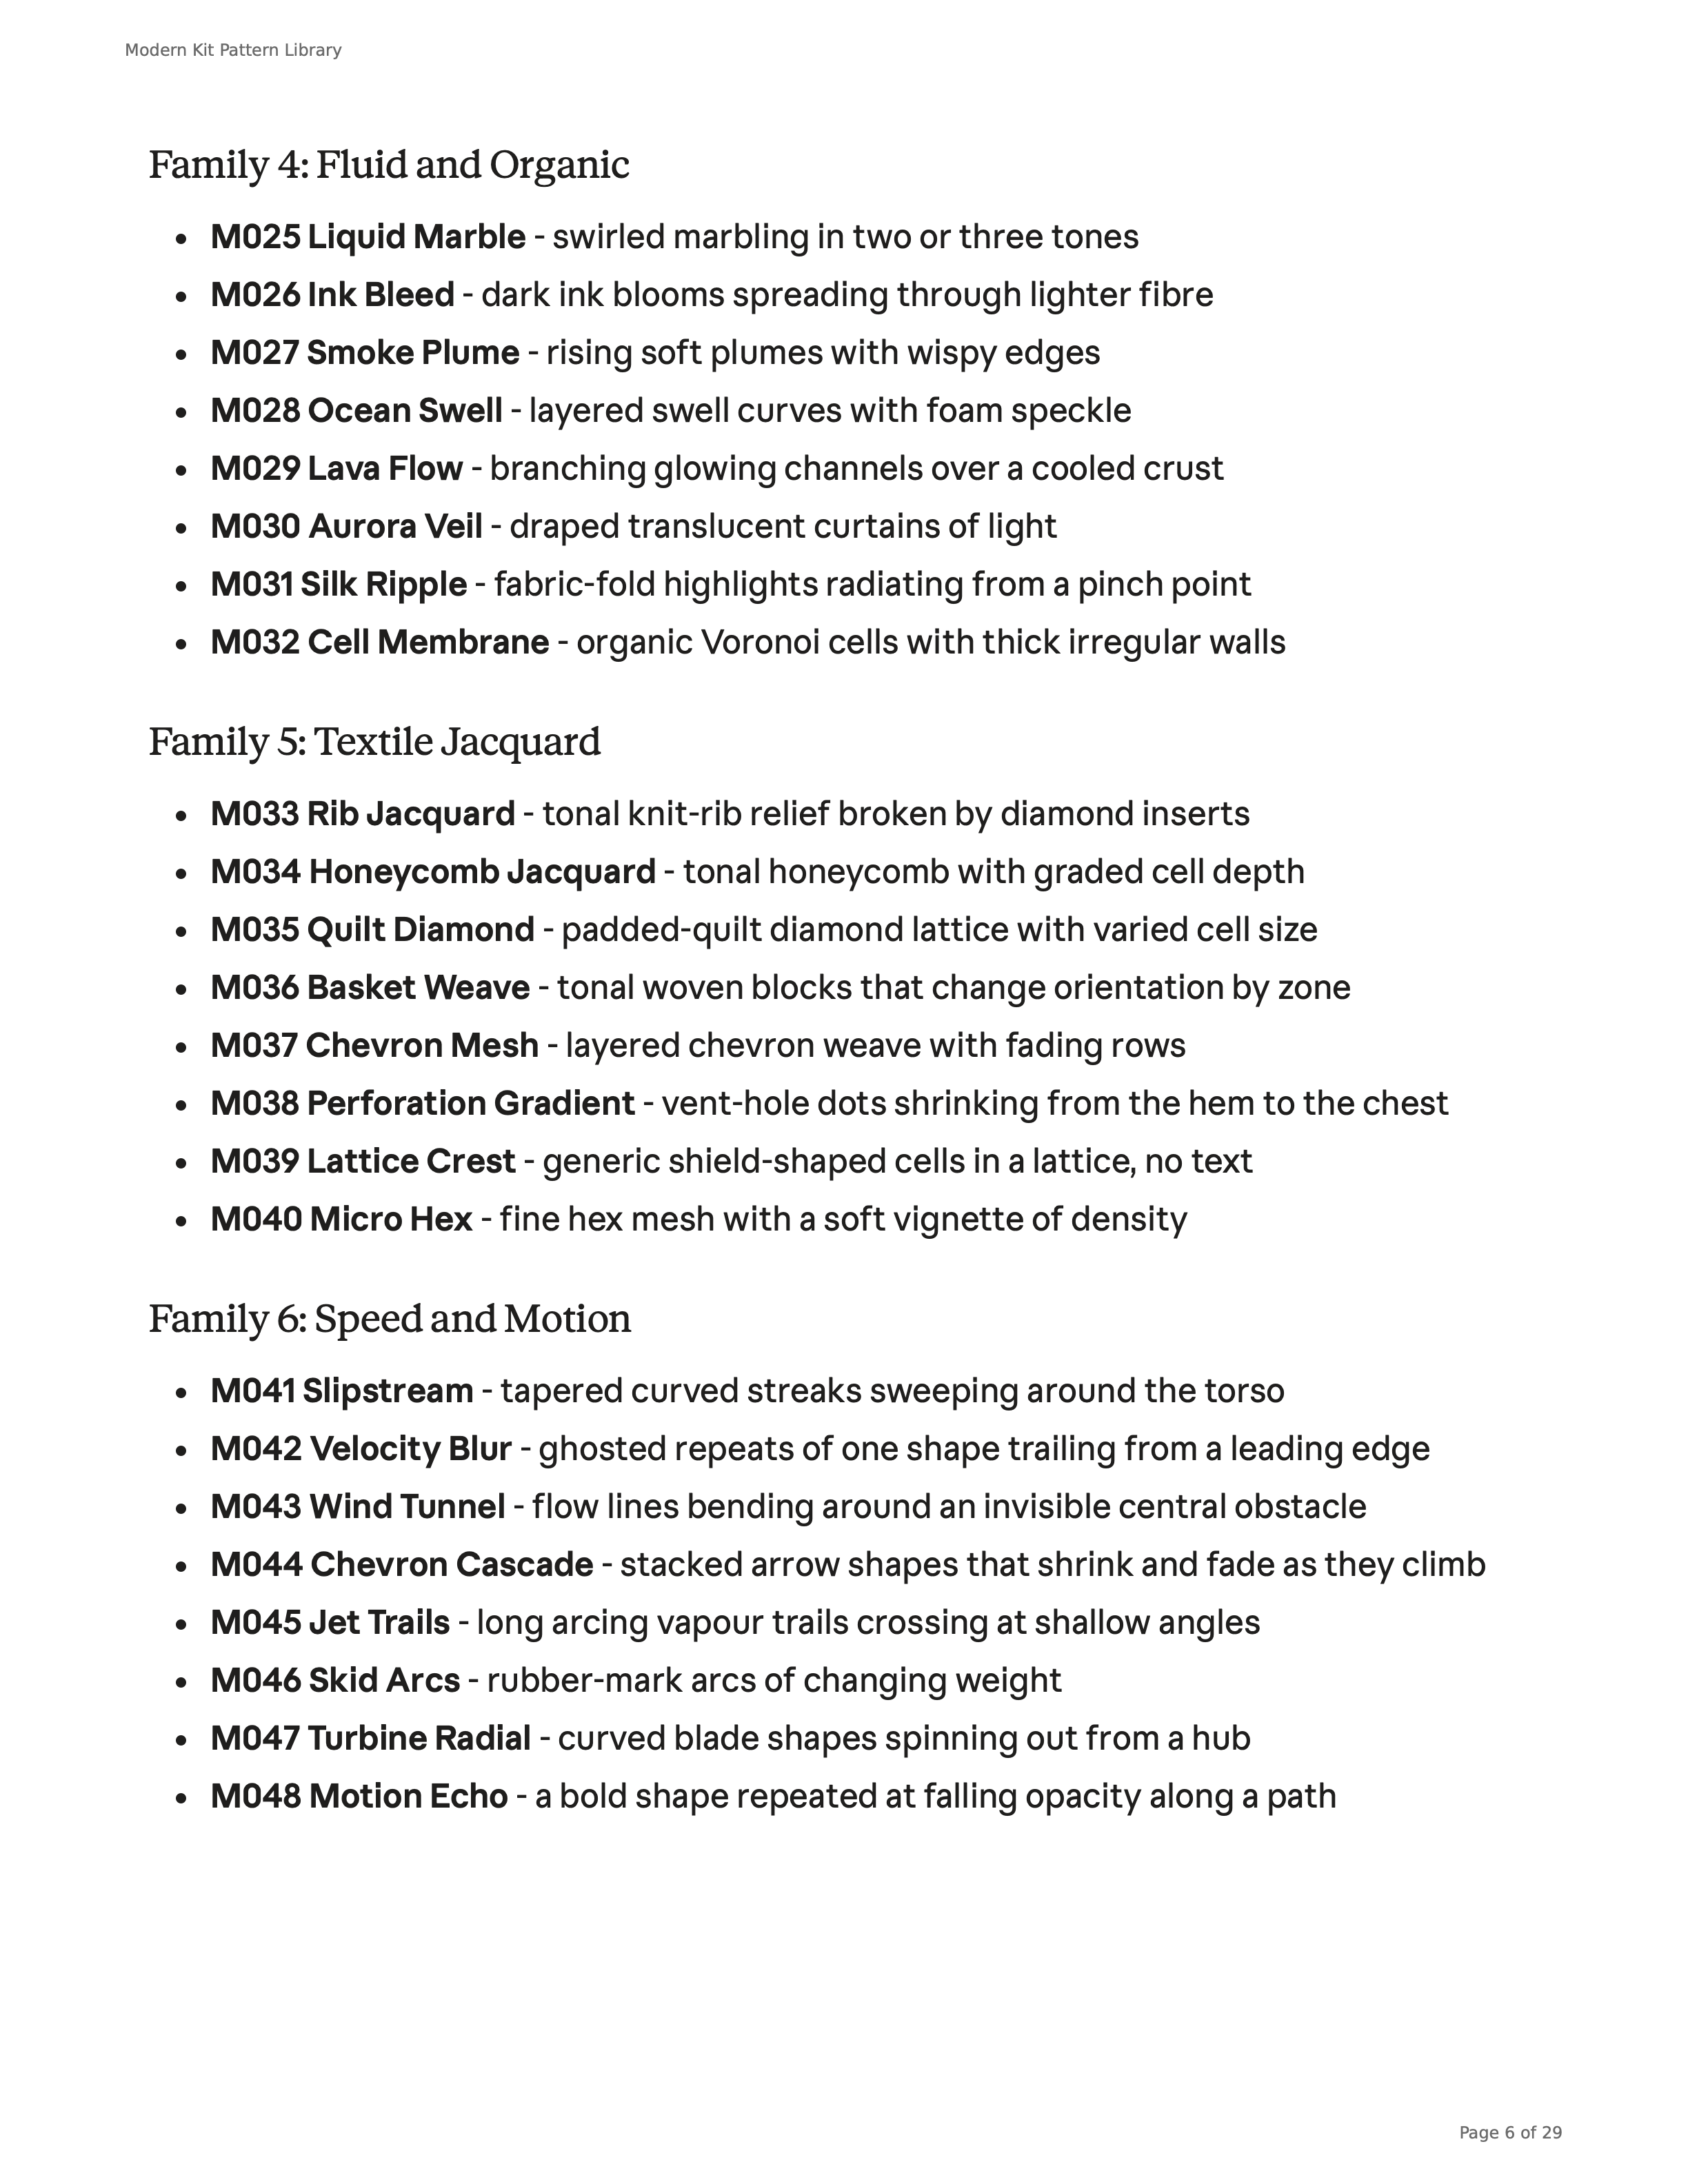 Modern Kit Pattern Library
Family 4: Fluid and Organic
• M025 Liquid Marble - swirled marbling in two or three tones
• M026 Ink Bleed - dark ink blooms spreading through lighter fibre
• M027 Smoke Plume - rising soft plumes with wispy edges
• M028 Ocean Swell - layered swell curves with foam speckle
• M029 Lava Flow - branching glowing channels over a cooled crust
• M030 Aurora Veil - draped translucent curtains of light
• M031 Silk Ripple - fabric-fold highlights radiating from a pinch point
• M032 Cell Membrane - organic Voronoi cells with thick irregular walls
Family 5: Textile Jacquard
• M033 Rib Jacquard - tonal knit-rib relief broken by diamond inserts
• M034 Honeycomb Jacquard - tonal honeycomb with graded cell depth
• M035 Quilt Diamond - padded-quilt diamond lattice with varied cell size
• M036 Basket Weave - tonal woven blocks that change orientation by zone
• M037 Chevron Mesh - layered chevron weave with fading rows
• M038 Perforation Gradient - vent-hole dots shrinking from the hem to the chest
• M039 Lattice Crest - generic shield-shaped cells in a lattice, no text
• M040 Micro Hex - fine hex mesh with a soft vignette of density
Family 6: Speed and Motion
• M041 Slipstream - tapered curved streaks sweeping around the torso
• M042 Velocity Blur - ghosted repeats of one shape trailing from a leading edge
• M043 Wind Tunnel - flow lines bending around an invisible central obstacle
• M044 Chevron Cascade - stacked arrow shapes that shrink and fade as they climb
• M045 Jet Trails - long arcing vapour trails crossing at shallow angles
• M046 Skid Arcs - rubber-mark arcs of changing weight
• M047 Turbine Radial - curved blade shapes spinning out from a hub
• M048 Motion Echo - a bold shape repeated at falling opacity along a path
Page 6 of 29